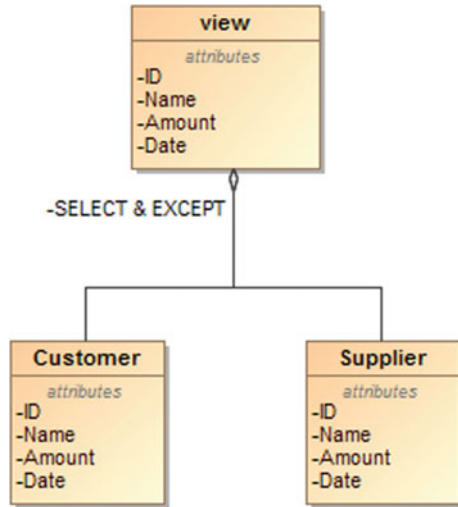 view
attributes
-ID
-Name
-Amount
-Date
-SELECT & EXCEPT
Customer
attributes
-ID
-Name
-Amount
-Date
Supplier
attributes
-ID
-Name
-Amount
-Date